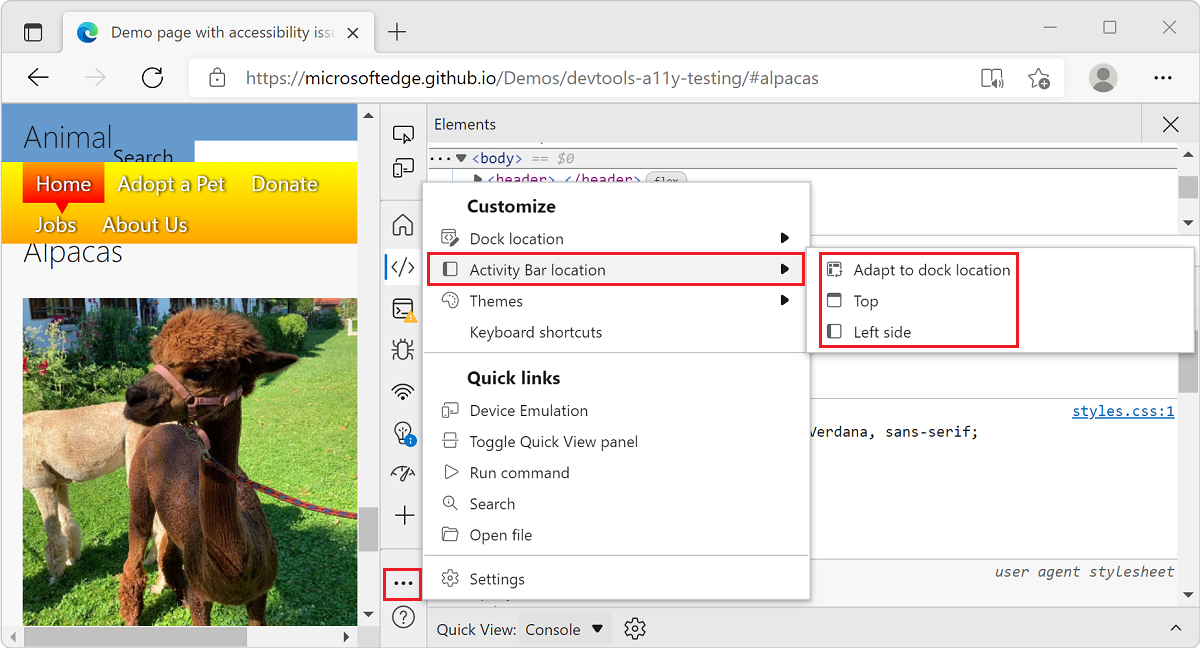 Demo page with accessibility issu
https://microsoftedge.github.io/Demos/devtools-a11y-testing/#alpacas
Animal
Search
Home Adopt a Pet Donate
Jobs About Us
Alpacas
Elements
<body> == $0
<header> </header> flex
Customize
Dock location
Activity Bar location
Themes
Keyboard shortcuts
Adapt to dock location
Top
Left side
Quick links
Device Emulation
Toggle Quick View panel
Run command
Search
Open file
Settings
styles.css:1
Verdana, sans-serif;
user agent stylesheet
Quick View: Console